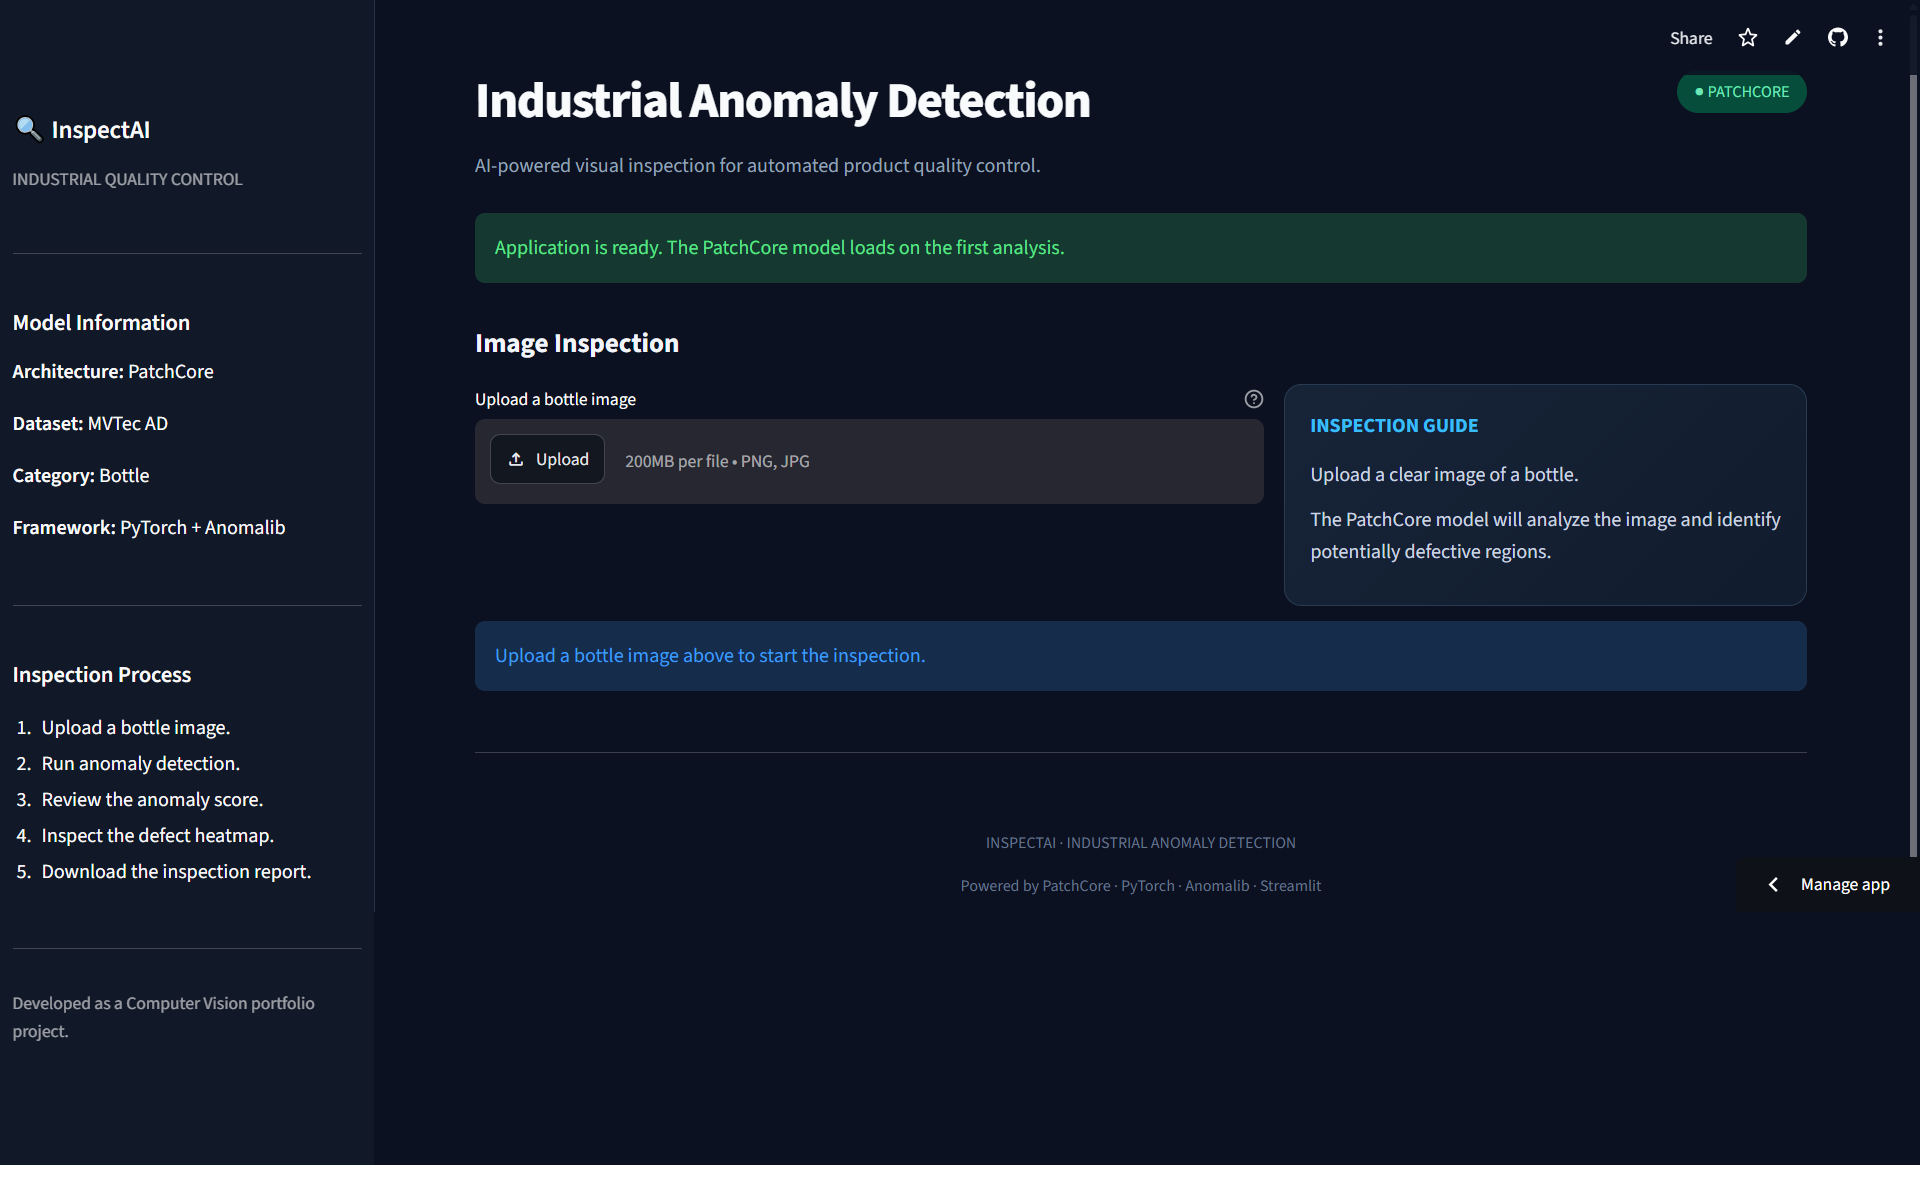 InspectAI
INDUSTRIAL QUALITY CONTROL
Model Information
Architecture: PatchCore
Dataset: MVTec AD
Category: Bottle
Framework: PyTorch + Anomalib
Inspection Process
1. Upload a bottle image.
2. Run anomaly detection.
3. Review the anomaly score.
4. Inspect the defect heatmap.
5. Download the inspection report.
Developed as a Computer Vision portfolio
project.
Share
Industrial Anomaly Detection
• PATCHCORE
AI-powered visual inspection for automated product quality control.
Application is ready. The PatchCore model loads on the first analysis.
Image Inspection
Upload a bottle image
Upload
200MB per file • PNG, JPG
INSPECTION GUIDE
Upload a clear image of a bottle.
The PatchCore model will analyze the image and identify
potentially defective regions.
Upload a bottle image above to start the inspection.
INSPECTAI · INDUSTRIAL ANOMALY DETECTION
Powered by PatchCore · PyTorch · Anomalib · Streamlit
Manage app